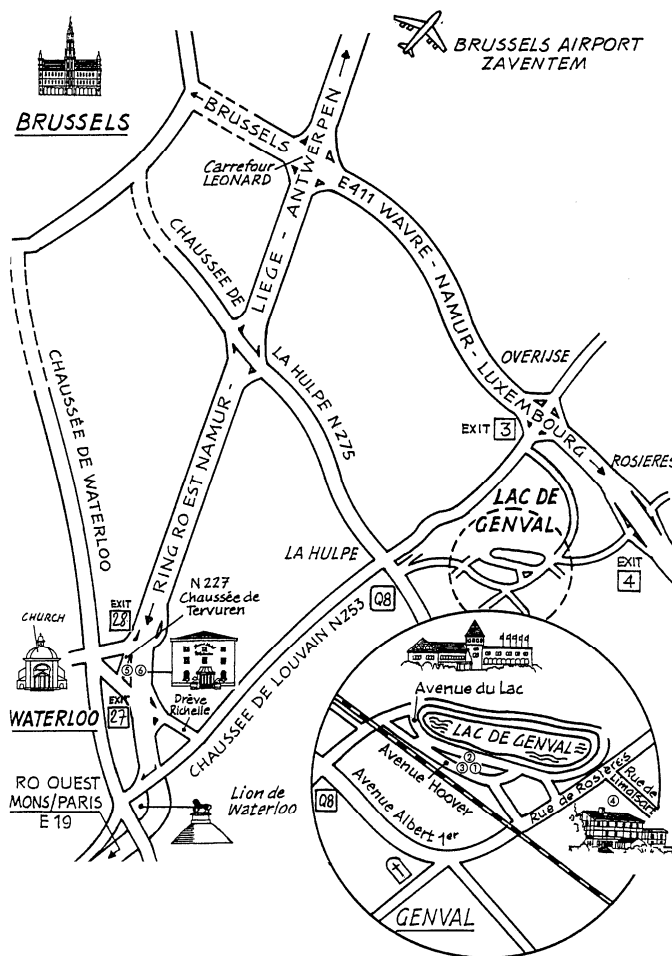 BRUSSELS
BRUSSELS AIRPORT
ZAVENTEM
BRUSSELS
Carrefour
LEONARD
LIEGE - ANTWERPEN
E411 WAVRE - NAMUR - LUXEMBOURG
CHAUSSEE DE
LA HULPE N275
OVERIJSE
EXIT 3
ROSIERES
CHAUSSÉE DE WATERLOO
RING RO EST NAMUR -
LAC DE
GENVAL
LA HULPE
EXIT
4
N227
Chaussée de
Tervuren
EXIT
28
Q8
CHURCH
5 6
WATERLOO
EXIT
27
Drève
Richelle
CHAUSSEE DE LOUVAIN N253
RO OUEST
MONS/PARIS
E 19
Lion de
Waterloo
Avenue du Lac
LAC DE GENVAL
2
3 1
Avenue Hoover
Avenue Albert 1er
Rue de Rosières
Rue de
Limalsart
4
Q8
GENVAL